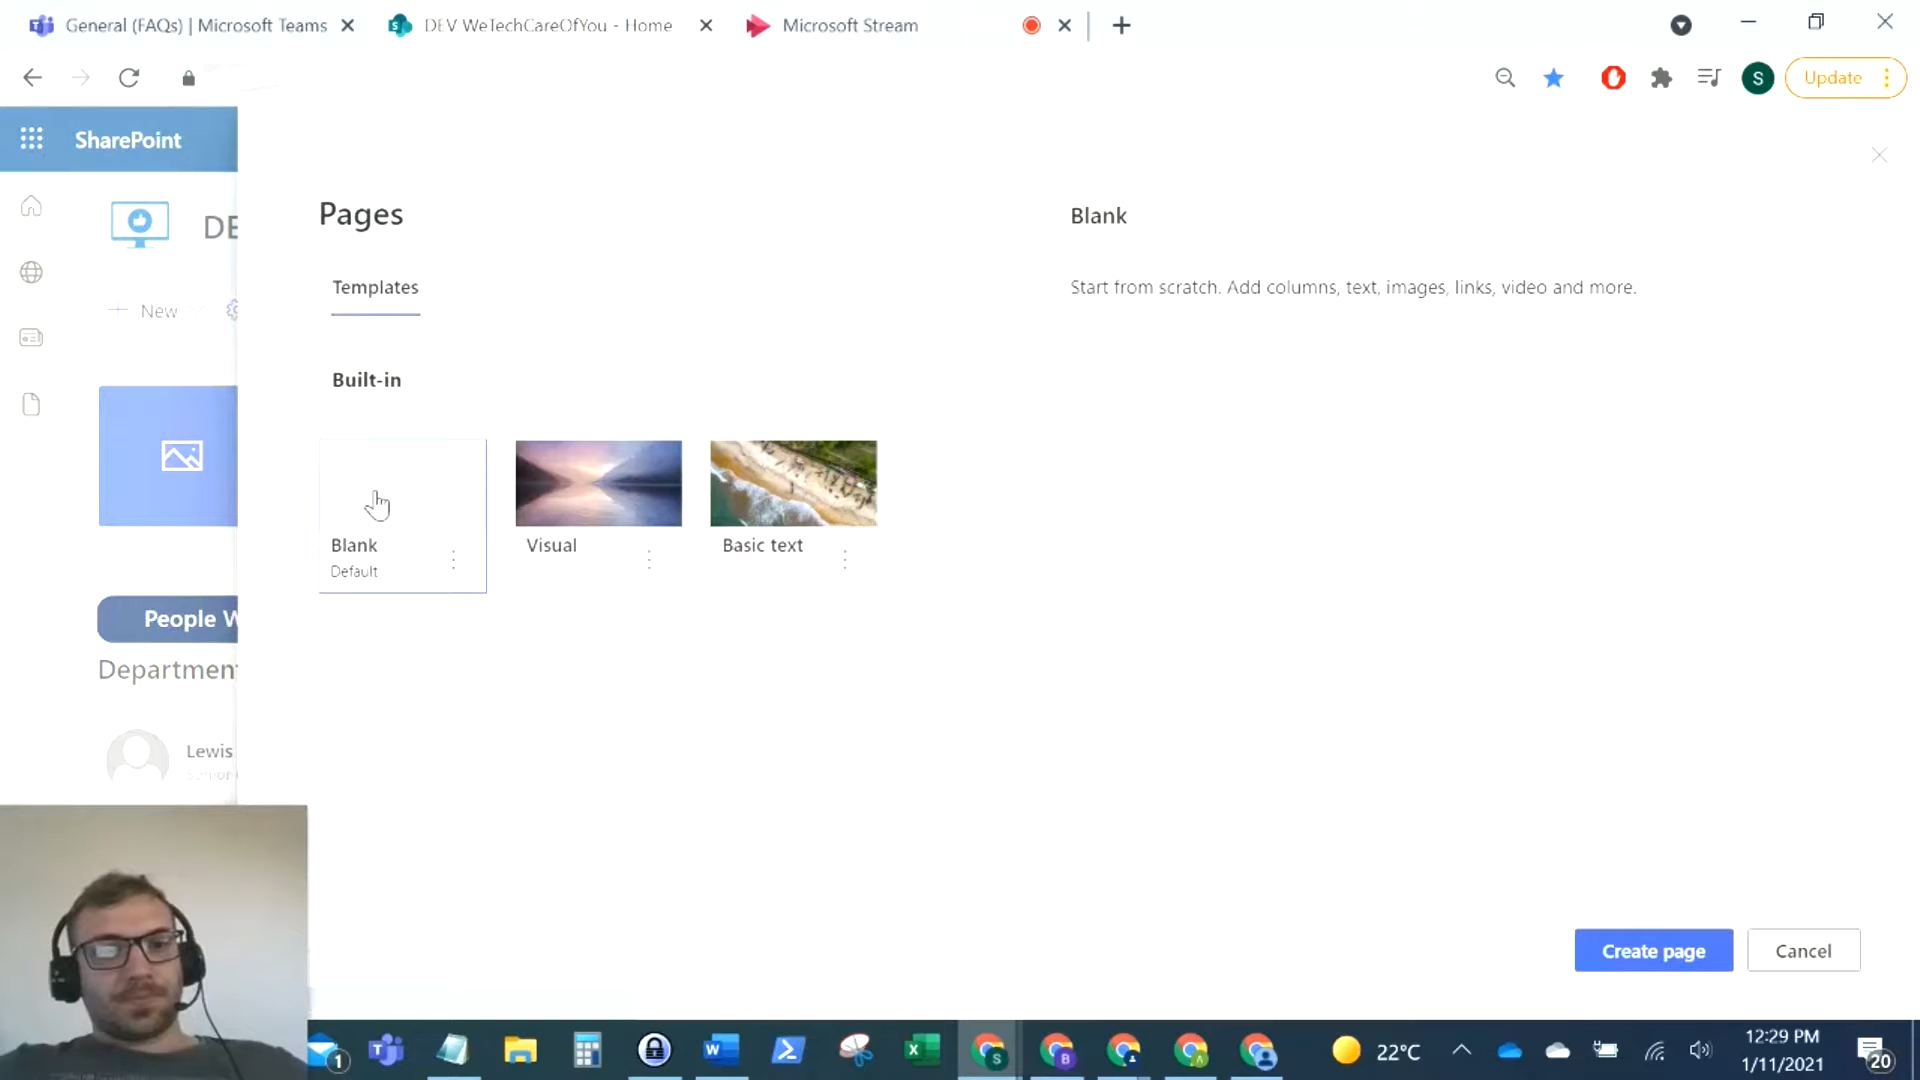 General (FAQs) | Microsoft Teams
DEV WeTechCareOfYou - Home
Microsoft Stream
S
Update
SharePoint
DE
New
Pages
Templates
Built-in
Blank
Default
Visual
Basic text
Blank
Start from scratch. Add columns, text, images, links, video and more.
People W
Departmen
Lewis
Create page
Cancel
1
S
B
A
22°C
12:29 PM
1/11/2021
20